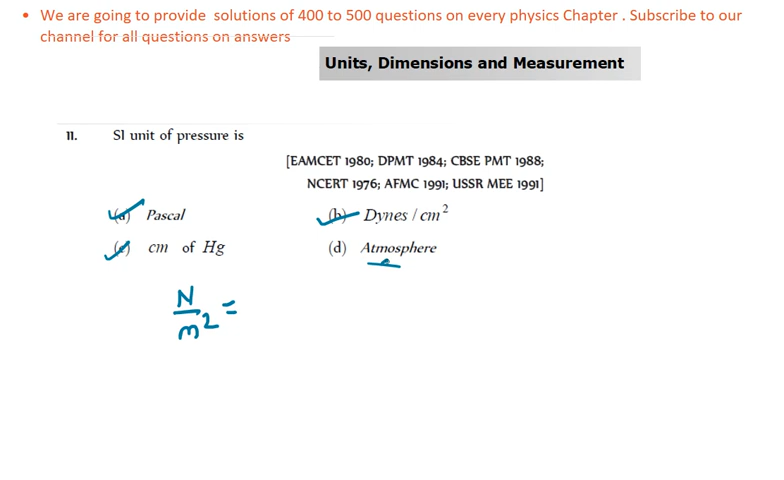 • We are going to provide solutions of 400 to 500 questions on every physics Chapter . Subscribe to our
channel for all questions on answers
Units, Dimensions and Measurement
11. SI unit of pressure is
[EAMCET 1980; DPMT 1984; CBSE PMT 1988;
NCERT 1976; AFMC 1991; USSR MEE 1991]
(a) Pascal (b) Dynes / cm²
(c) cm of Hg (d) Atmosphere
N
m² =